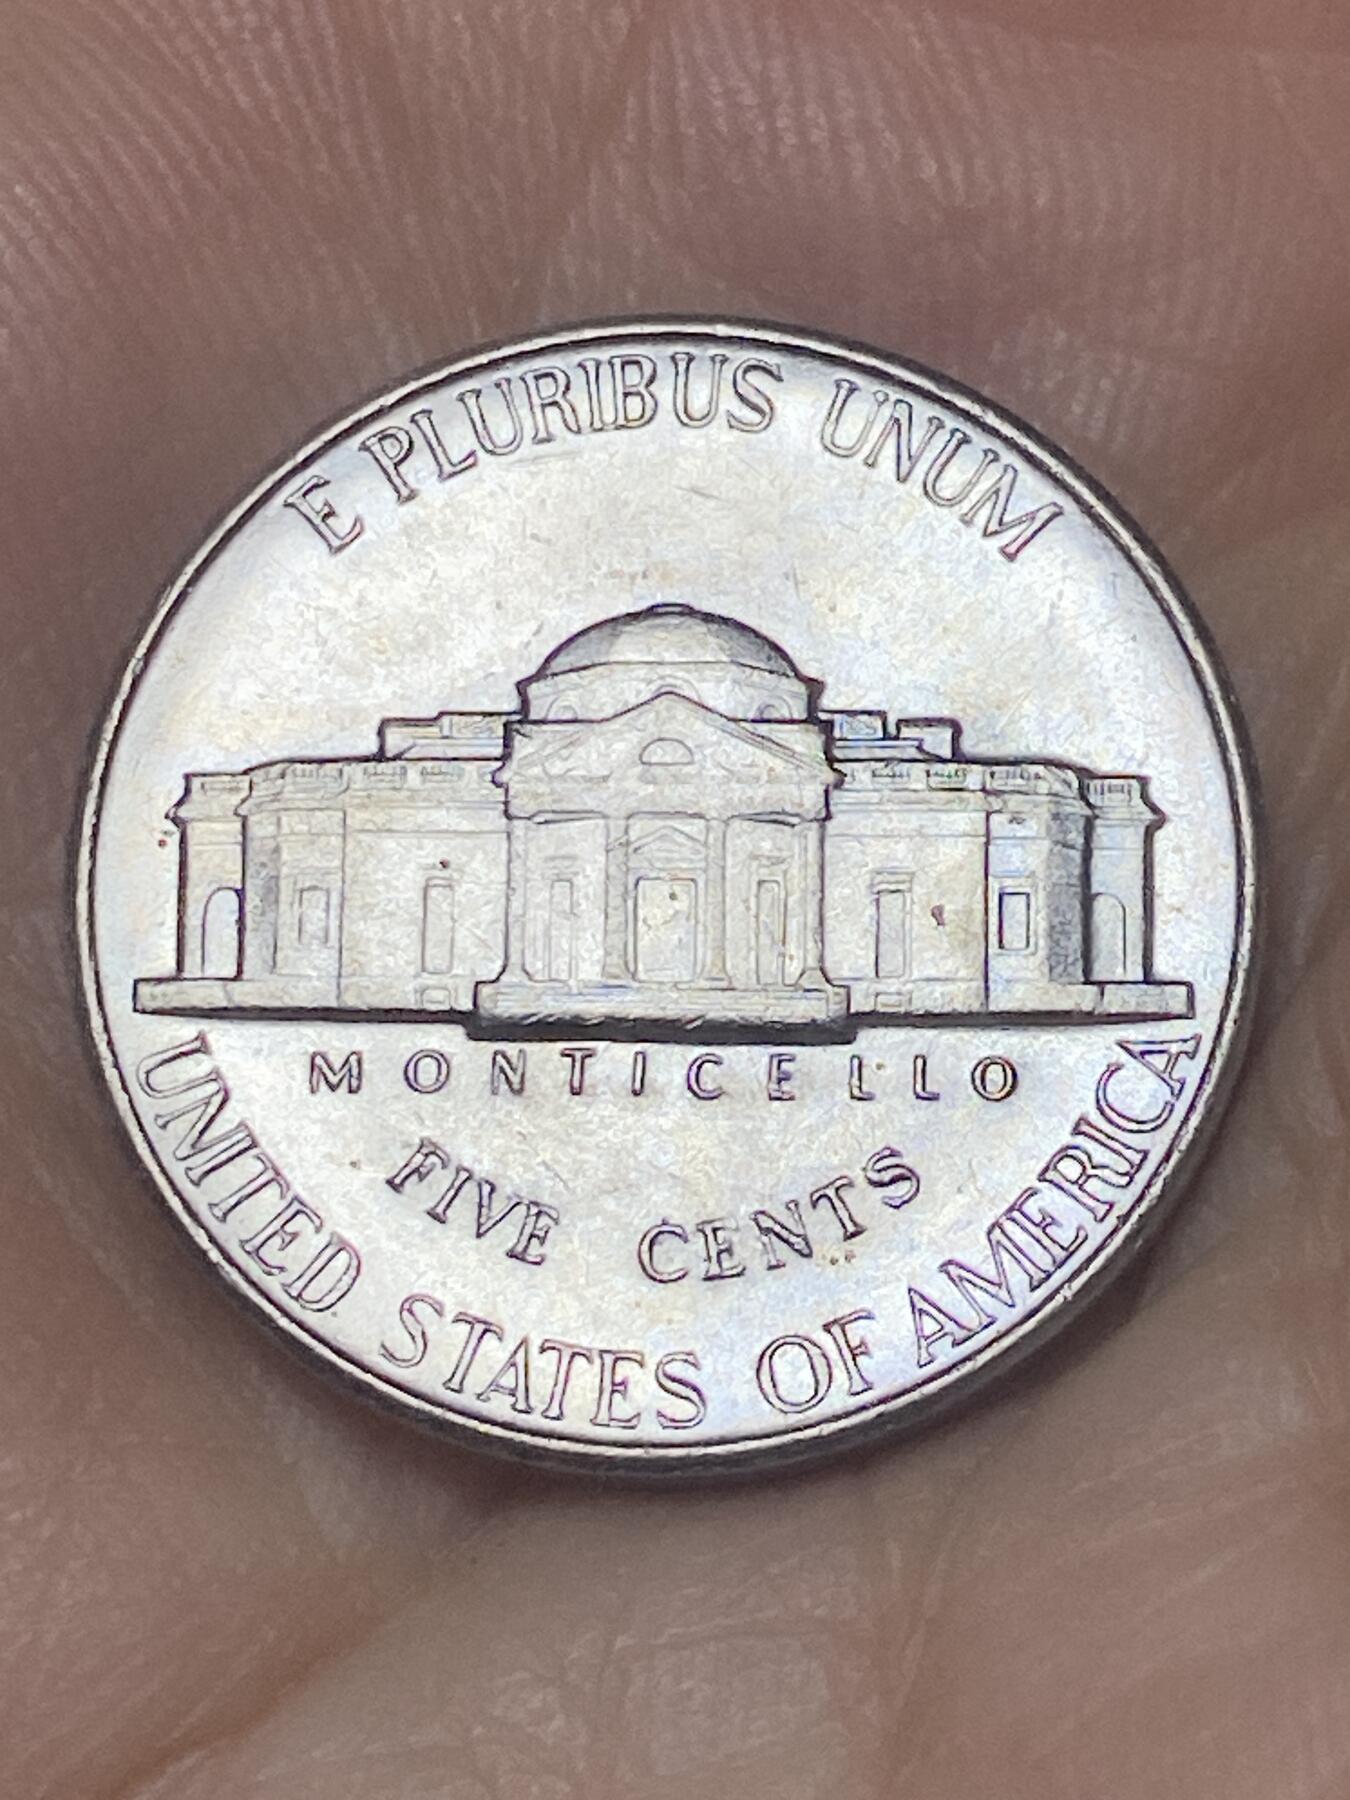 E PLURIBUS UNUM
MONTICELLO
FIVE CENTS
UNITED STATES OF AMERICA